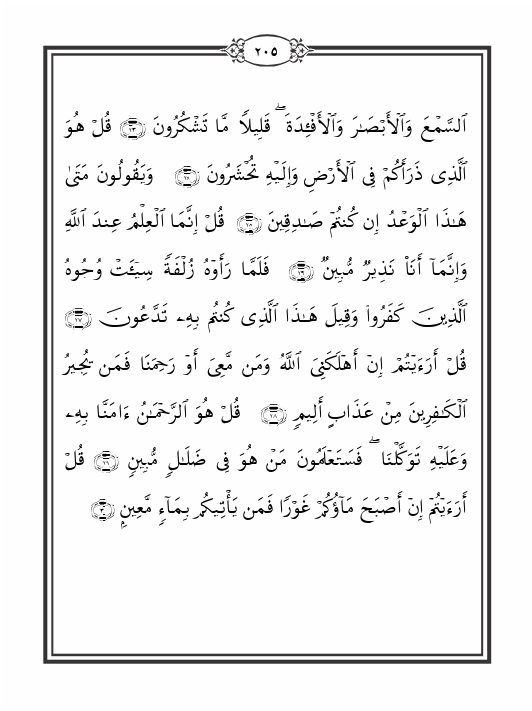 ٢٠٥
ٱلسَّمْعَ وَٱلْأَبْصَـٰرَ وَٱلْأَفْـِٔدَةَ ۖ قَلِيلًا مَّا تَشْكُرُونَ ﴿٢٣﴾ قُلْ هُوَ
ٱلَّذِى ذَرَأَكُمْ فِى ٱلْأَرْضِ وَإِلَيْهِ تُحْشَرُونَ ﴿٢٤﴾ وَيَقُولُونَ مَتَىٰ
هَـٰذَا ٱلْوَعْدُ إِن كُنتُمْ صَـٰدِقِينَ ﴿٢٥﴾ قُلْ إِنَّمَا ٱلْعِلْمُ عِندَ ٱللَّهِ
وَإِنَّمَآ أَنَا۠ نَذِيرٌ مُّبِينٌ ﴿٢٦﴾ فَلَمَّا رَأَوْهُ زُلْفَةً سِيٓـَٔتْ وُجُوهُ
ٱلَّذِينَ كَفَرُوا۟ وَقِيلَ هَـٰذَا ٱلَّذِى كُنتُم بِهِۦ تَدَّعُونَ ﴿٢٧﴾
قُلْ أَرَءَيْتُمْ إِنْ أَهْلَكَنِىَ ٱللَّهُ وَمَن مَّعِىَ أَوْ رَحِمَنَا فَمَن يُجِيرُ
ٱلْكَـٰفِرِينَ مِنْ عَذَابٍ أَلِيمٍ ﴿٢٨﴾ قُلْ هُوَ ٱلرَّحْمَـٰنُ ءَامَنَّا بِهِۦ
وَعَلَيْهِ تَوَكَّلْنَا ۖ فَسَتَعْلَمُونَ مَنْ هُوَ فِى ضَلَـٰلٍ مُّبِينٍ ﴿٢٩﴾ قُلْ
أَرَءَيْتُمْ إِنْ أَصْبَحَ مَآؤُكُمْ غَوْرًا فَمَن يَأْتِيكُم بِمَآءٍ مَّعِينٍۭ ﴿٣٠﴾